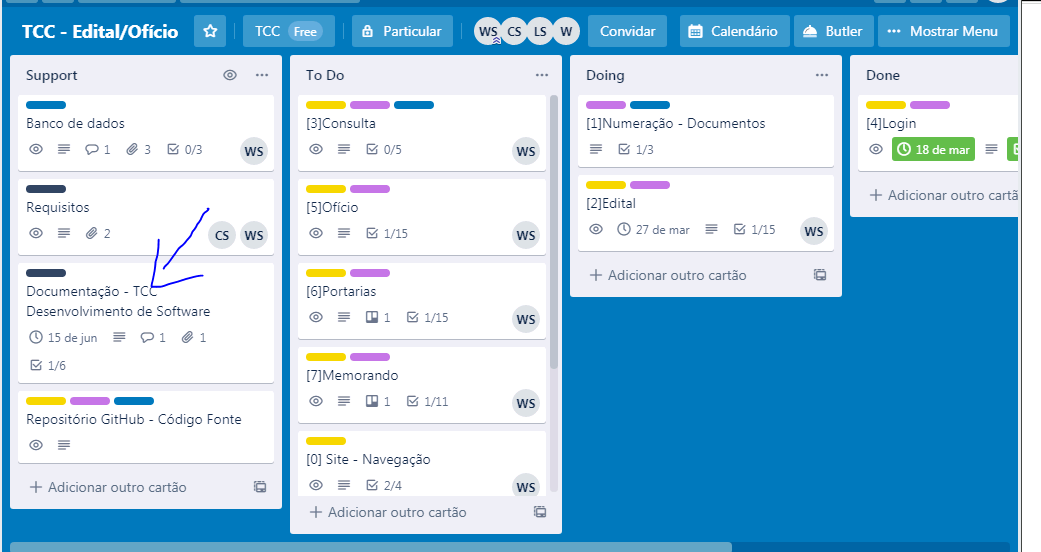 TCC - Edital/Ofício
TCC Free
Particular
WS CS LS W
Convidar
Calendário
Butler
Mostrar Menu
Support
Banco de dados
1 3 0/3
WS
Requisitos
2
CS WS
Documentação - TCC
Desenvolvimento de Software
15 de jun 1 1
1/6
Repositório GitHub - Código Fonte
Adicionar outro cartão
To Do
[3]Consulta
0/5
WS
[5]Ofício
1/15
WS
[6]Portarias
1 1/15
WS
[7]Memorando
1 1/11
WS
[0] Site - Navegação
2/4
WS
Adicionar outro cartão
Doing
[1]Numeração - Documentos
1/3
[2]Edital
27 de mar 1/15
WS
Adicionar outro cartão
Done
[4]Login
18 de mar
Adicionar outro cartã